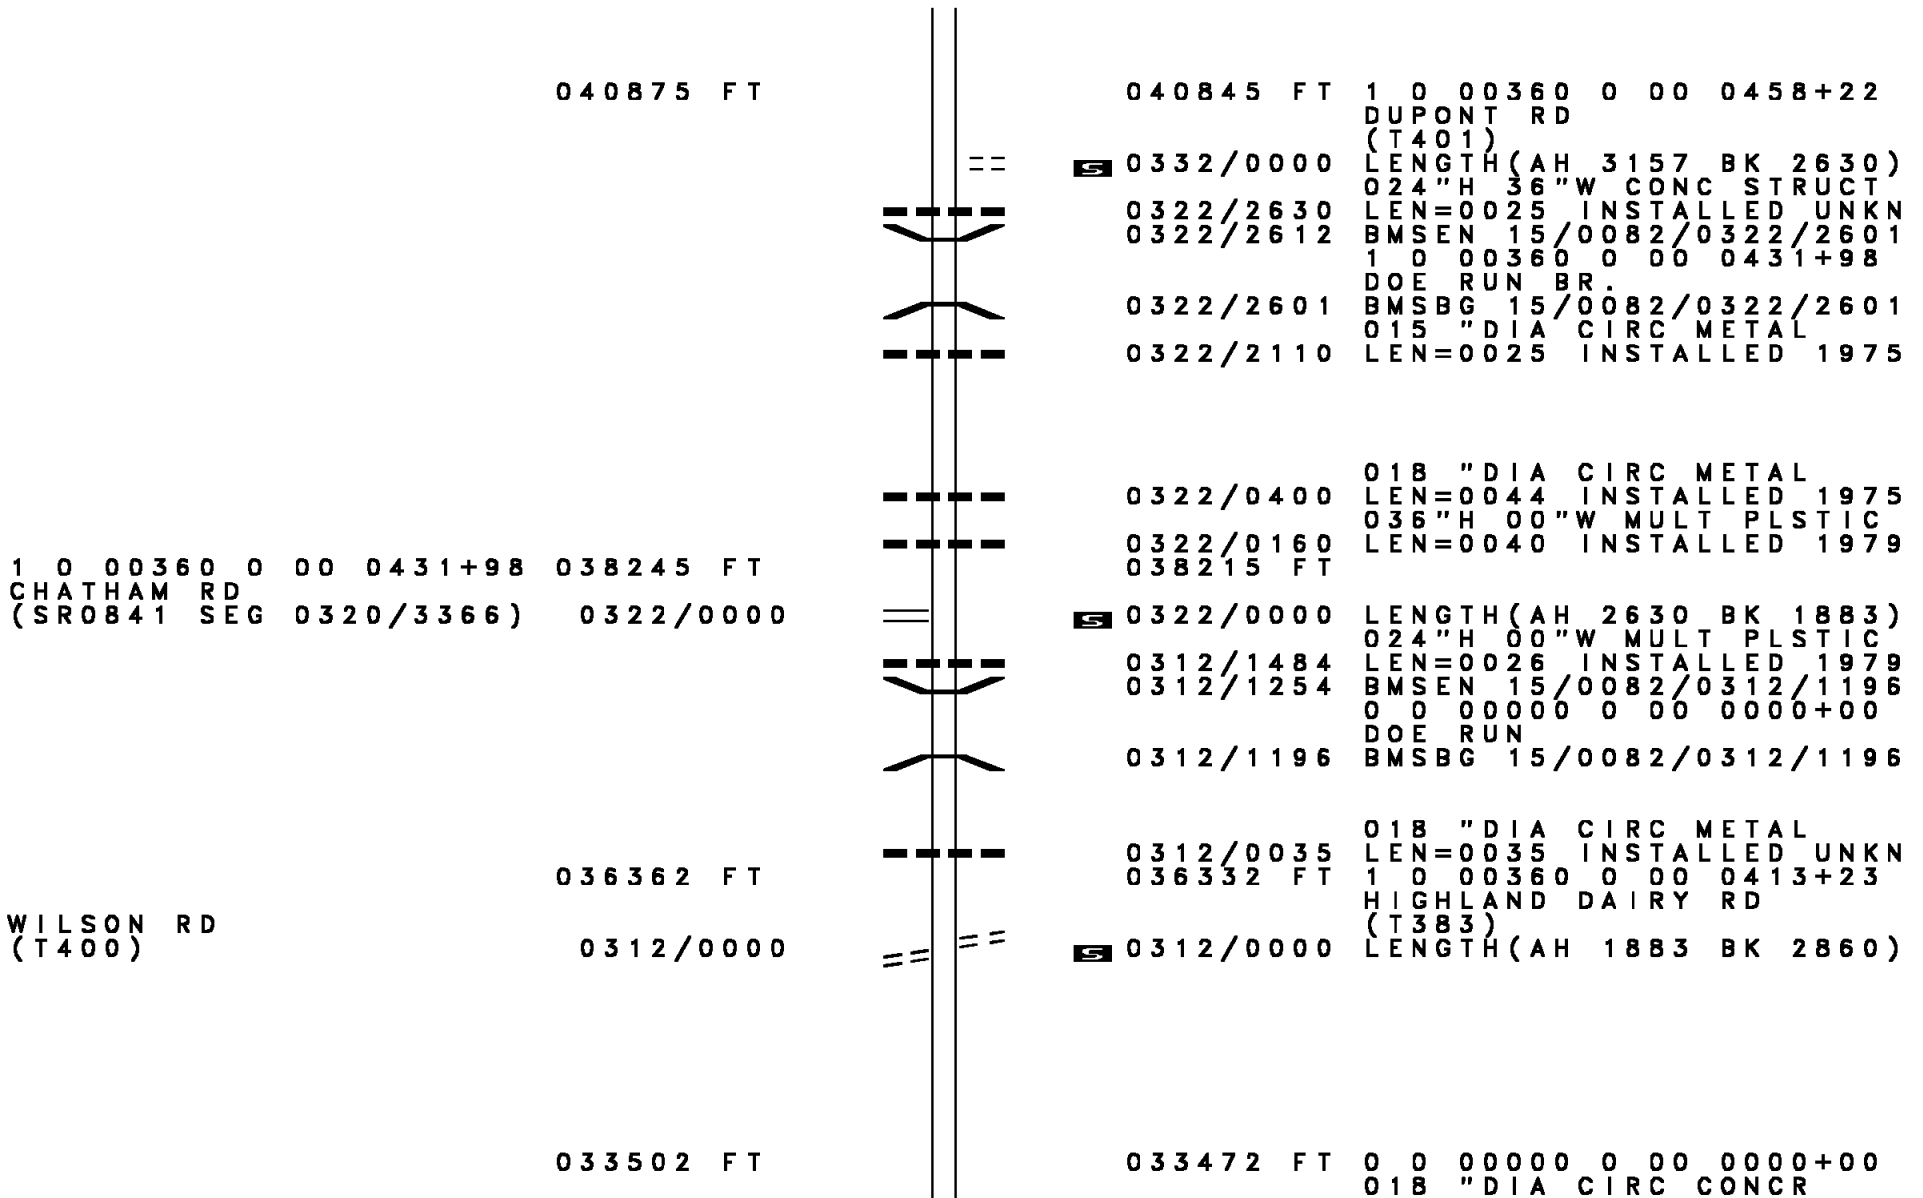 040875 FT 040845 FT 1 0 00360 0 00 0458+22
DUPONT RD
(T401)
S 0332/0000 LENGTH(AH 3157 BK 2630)
024"H 36"W CONC STRUCT
0322/2630 LEN=0025 INSTALLED UNKN
0322/2612 BMSEN 15/0082/0322/2601
1 0 00360 0 00 0431+98
DOE RUN BR.
0322/2601 BMSBG 15/0082/0322/2601
015 "DIA CIRC METAL
0322/2110 LEN=0025 INSTALLED 1975
018 "DIA CIRC METAL
0322/0400 LEN=0044 INSTALLED 1975
036"H 00"W MULT PLSTIC
0322/0160 LEN=0040 INSTALLED 1979
1 0 00360 0 00 0431+98 038245 FT 038215 FT
CHATHAM RD
(SR0841 SEG 0320/3366) 0322/0000 S 0322/0000 LENGTH(AH 2630 BK 1883)
024"H 00"W MULT PLSTIC
0312/1484 LEN=0026 INSTALLED 1979
0312/1254 BMSEN 15/0082/0312/1196
0 0 00000 0 00 0000+00
DOE RUN
0312/1196 BMSBG 15/0082/0312/1196
018 "DIA CIRC METAL
0312/0035 LEN=0035 INSTALLED UNKN
036362 FT 036332 FT 1 0 00360 0 00 0413+23
HIGHLAND DAIRY RD
WILSON RD (T383)
(T400) 0312/0000 S 0312/0000 LENGTH(AH 1883 BK 2860)
033502 FT 033472 FT 0 0 00000 0 00 0000+00
018 "DIA CIRC CONCR